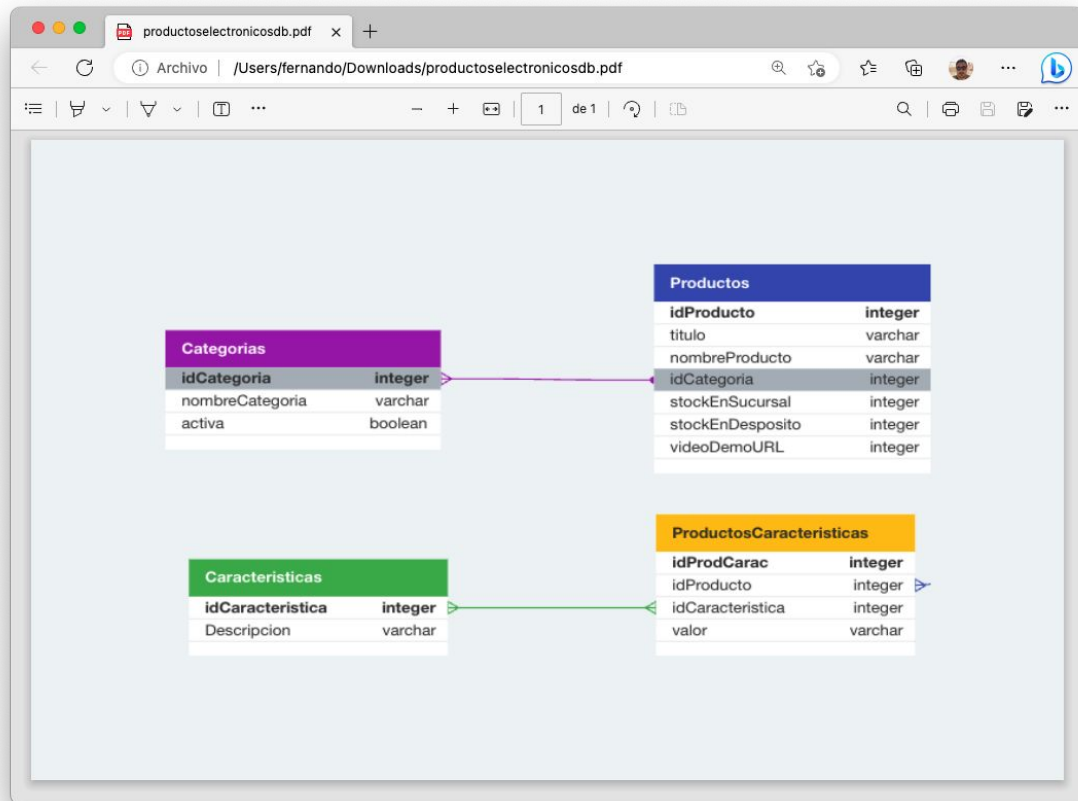 productoselectronicosdb.pdf
Archivo | /Users/fernando/Downloads/productoselectronicosdb.pdf
1 de 1
Productos
idProducto integer
titulo varchar
nombreProducto varchar
idCategoria integer
stockEnSucursal integer
stockEnDesposito integer
videoDemoURL integer
Categorias
idCategoria integer
nombreCategoria varchar
activa boolean
ProductosCaracteristicas
idProdCarac integer
idProducto integer
idCaracteristica integer
valor varchar
Caracteristicas
idCaracteristica integer
Descripcion varchar